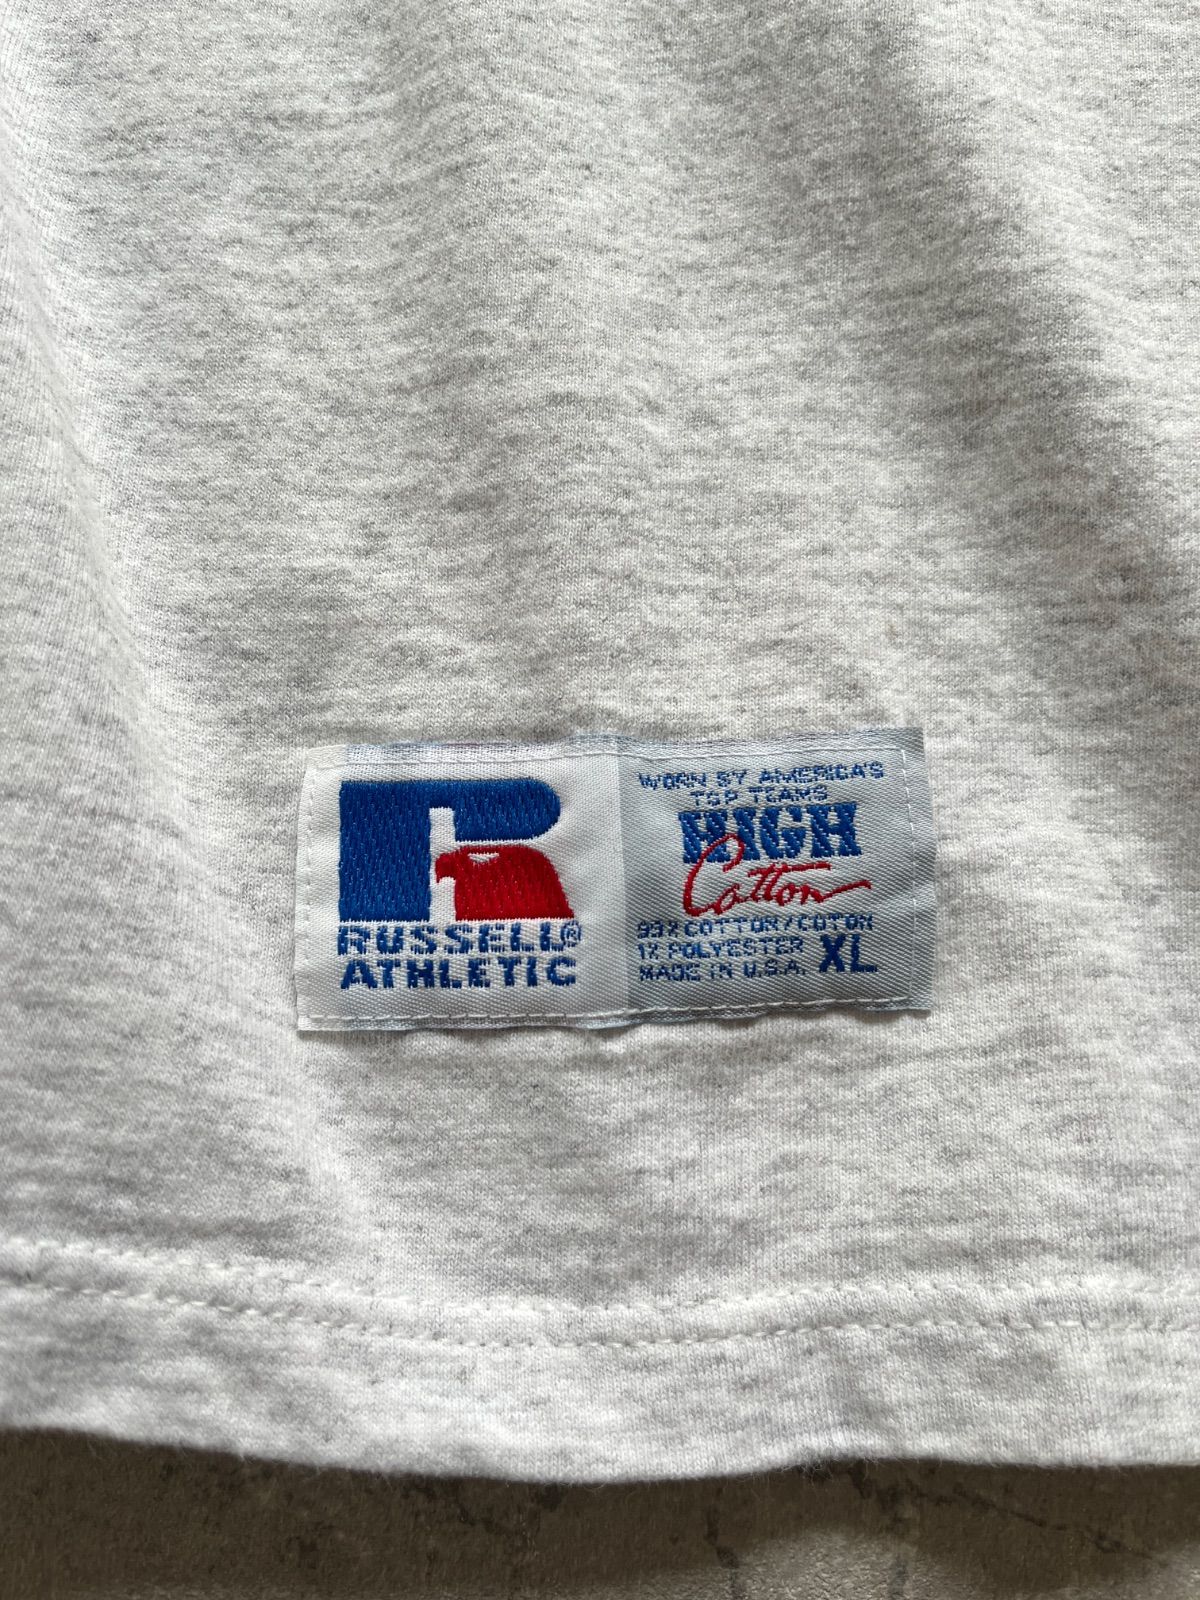 RUSSELL®
ATHLETIC
WORN BY AMERICA'S
TOP TEAMS
HIGH
Cotton
99% COTTON/COTON
1% POLYESTER
MADE IN U.S.A. XL